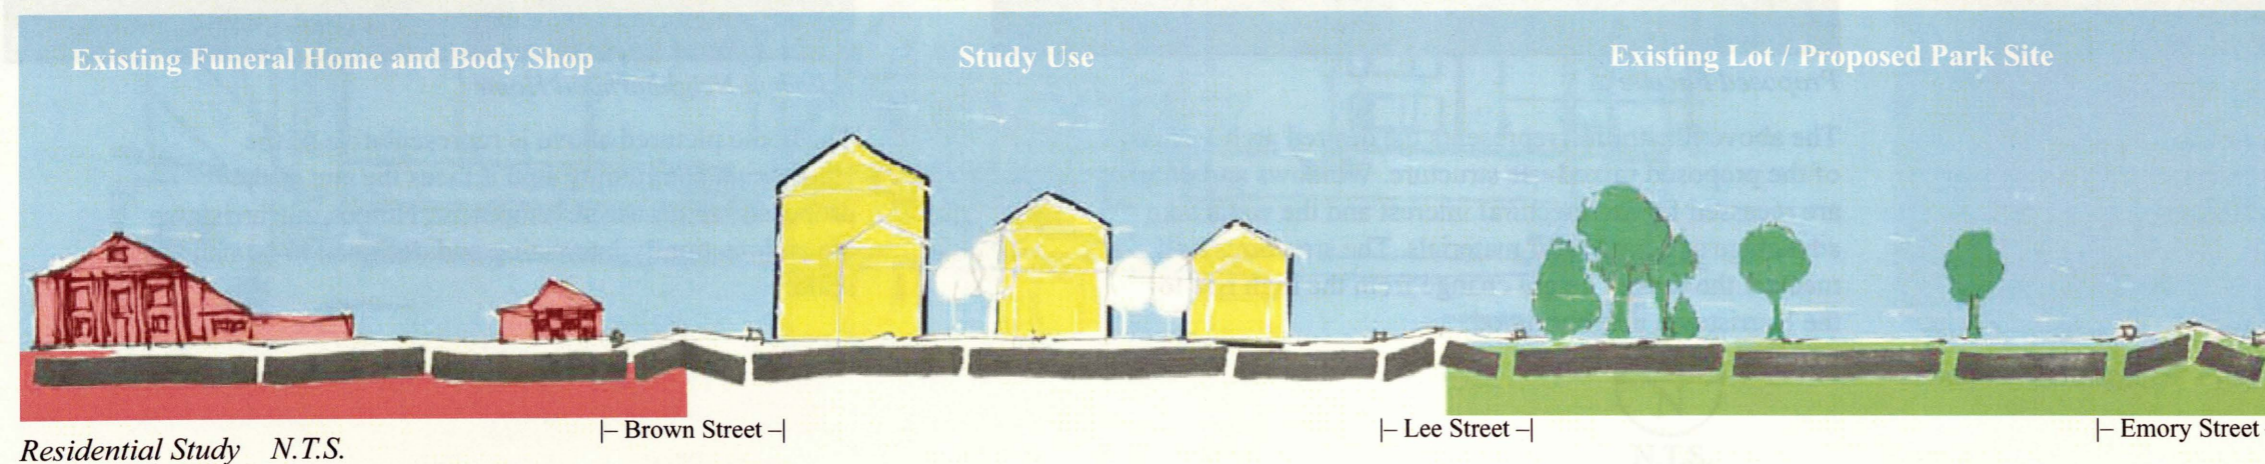 Existing Funeral Home and Body Shop
Study Use
Existing Lot / Proposed Park Site
|– Brown Street –|
|– Lee Street –|
|– Emory Street
Residential Study N.T.S.